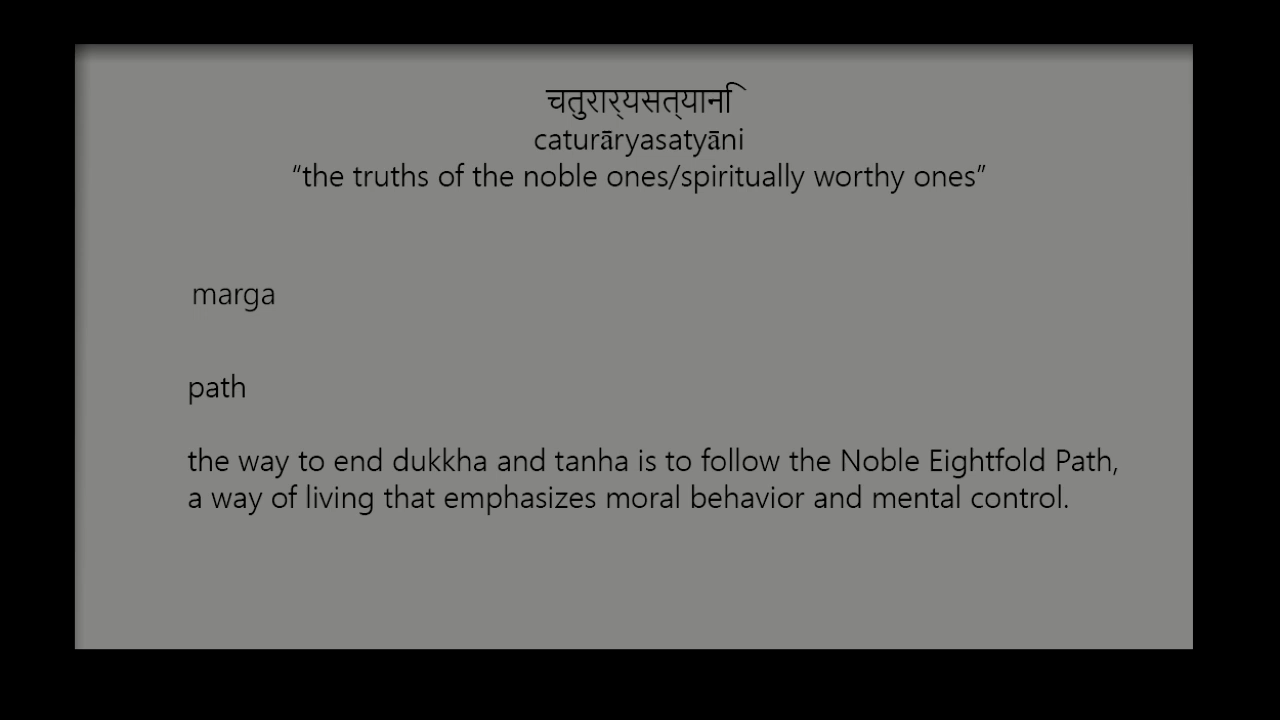 चतुरार्यसत्यानि
caturāryasatyāni
“the truths of the noble ones/spiritually worthy ones”
marga
path
the way to end dukkha and tanha is to follow the Noble Eightfold Path,
a way of living that emphasizes moral behavior and mental control.